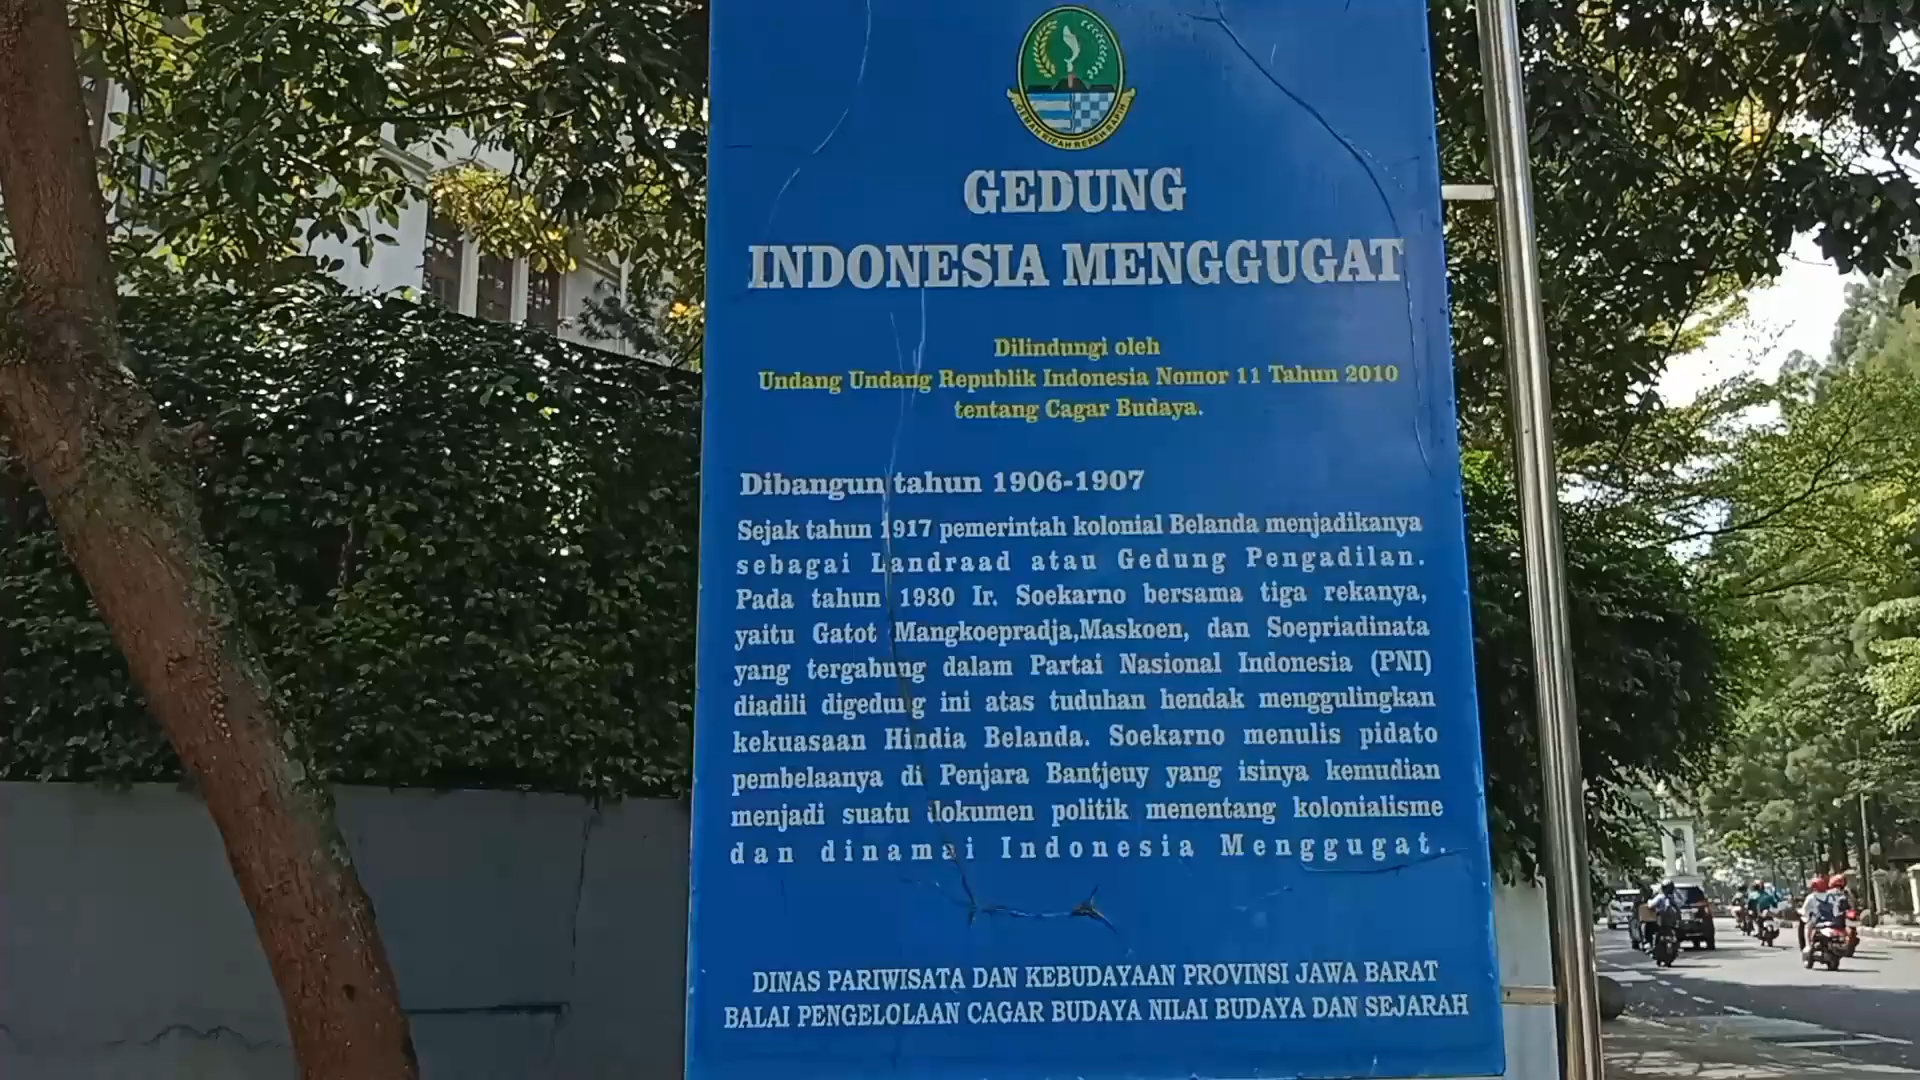 GEMAH RIPAH REPEH RAPIH
GEDUNG
INDONESIA MENGGUGAT
Dilindungi oleh
Undang Undang Republik Indonesia Nomor 11 Tahun 2010
tentang Cagar Budaya.
Dibangun tahun 1906-1907
Sejak tahun 1917 pemerintah kolonial Belanda menjadikanya
sebagai Landraad atau Gedung Pengadilan.
Pada tahun 1930 Ir. Soekarno bersama tiga rekanya,
yaitu Gatot Mangkoepradja,Maskoen, dan Soepriadinata
yang tergabung dalam Partai Nasional Indonesia (PNI)
diadili digedung ini atas tuduhan hendak menggulingkan
kekuasaan Hindia Belanda. Soekarno menulis pidato
pembelaanya di Penjara Bantjeuy yang isinya kemudian
menjadi suatu dokumen politik menentang kolonialisme
dan dinamai Indonesia Menggugat.
DINAS PARIWISATA DAN KEBUDAYAAN PROVINSI JAWA BARAT
BALAI PENGELOLAAN CAGAR BUDAYA NILAI BUDAYA DAN SEJARAH